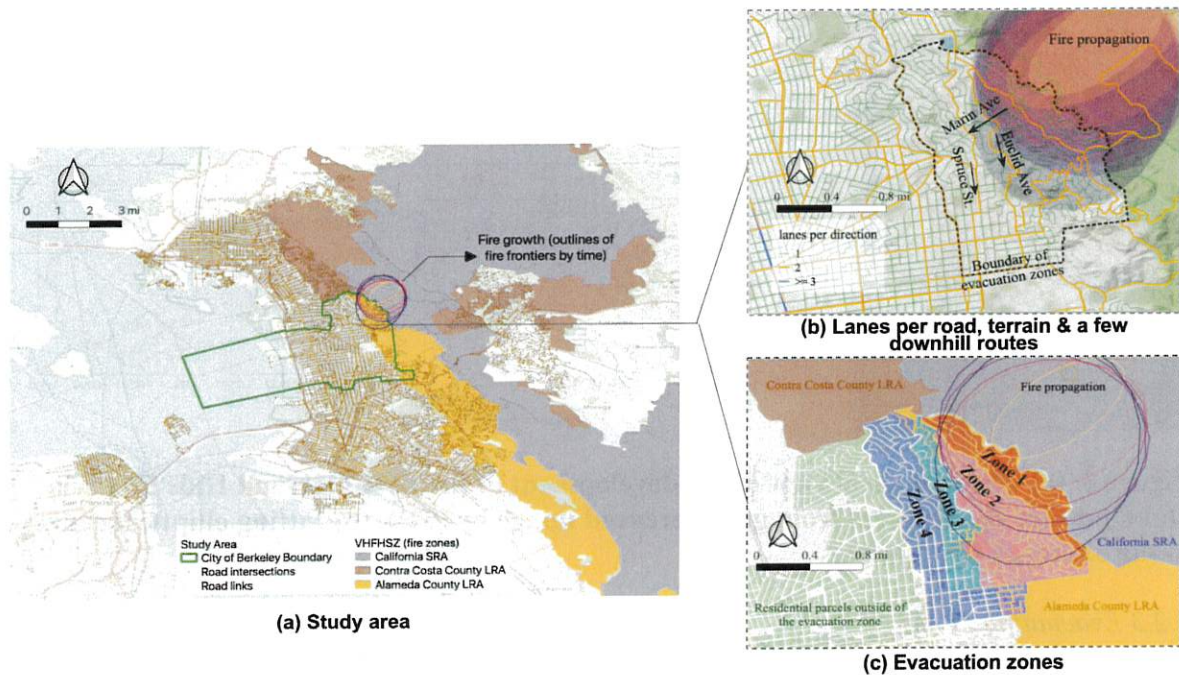 0 1 2 3 mi
Fire growth (outlines of
fire frontiers by time)
Study Area
City of Berkeley Boundary
Road intersections
Road links
VHFHSZ (fire zones)
California SRA
Contra Costa County LRA
Alameda County LRA
(a) Study area
Fire propagation
Marin Ave
Euclid Ave
Spruce St
0 0.4 0.8 mi
lanes per direction
1
2
>= 3
Boundary of
evacuation zones
(b) Lanes per road, terrain & a few
downhill routes
Contra Costa County LRA
Fire propagation
Zone 1
Zone 2
Zone 3
Zone 4
0 0.4 0.8 mi
California SRA
Residential parcels outside of
the evacuation zone
Alameda County LRA
(c) Evacuation zones